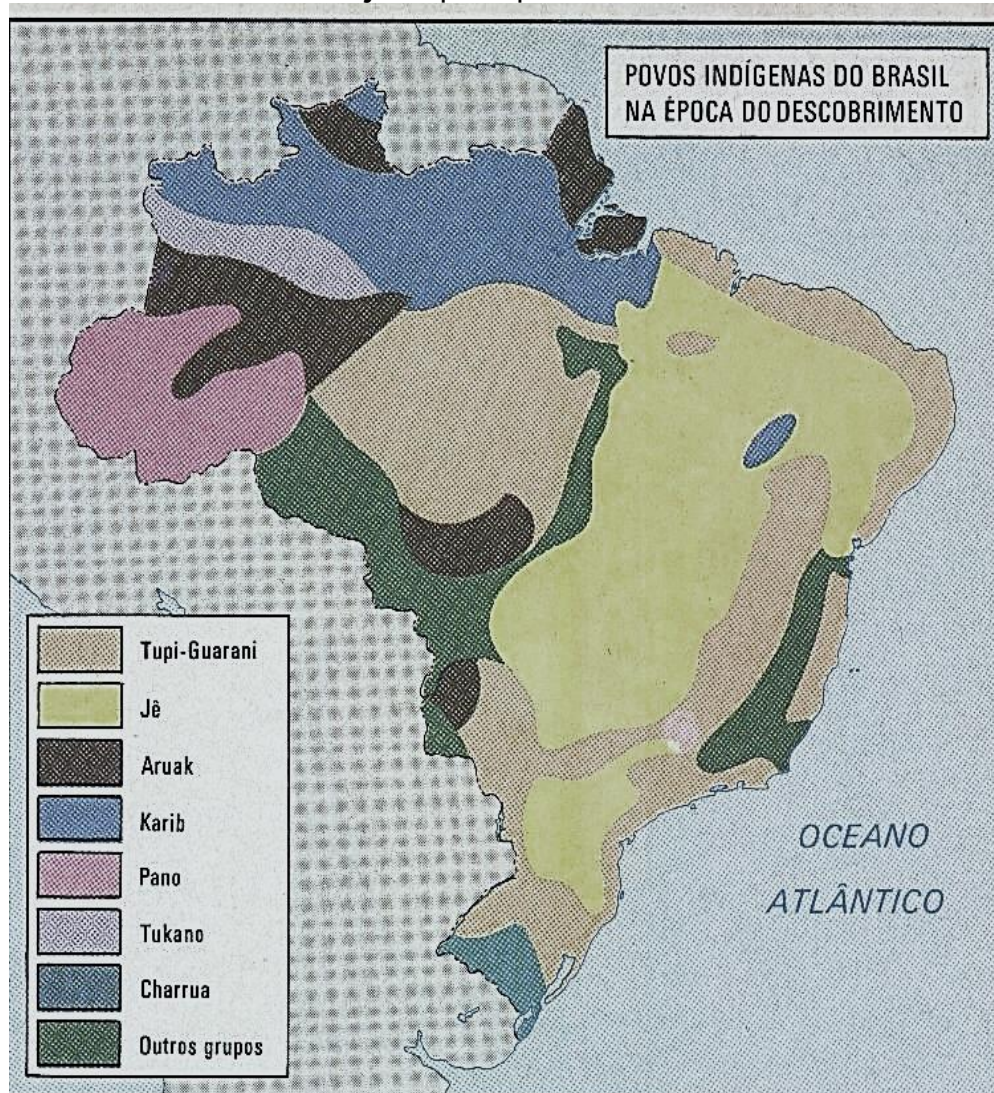 POVOS INDÍGENAS DO BRASIL
NA ÉPOCA DO DESCOBRIMENTO
Tupi-Guarani
Jê
Aruak
Karib
Pano
Tukano
Charrua
Outros grupos
OCEANO
ATLÂNTICO